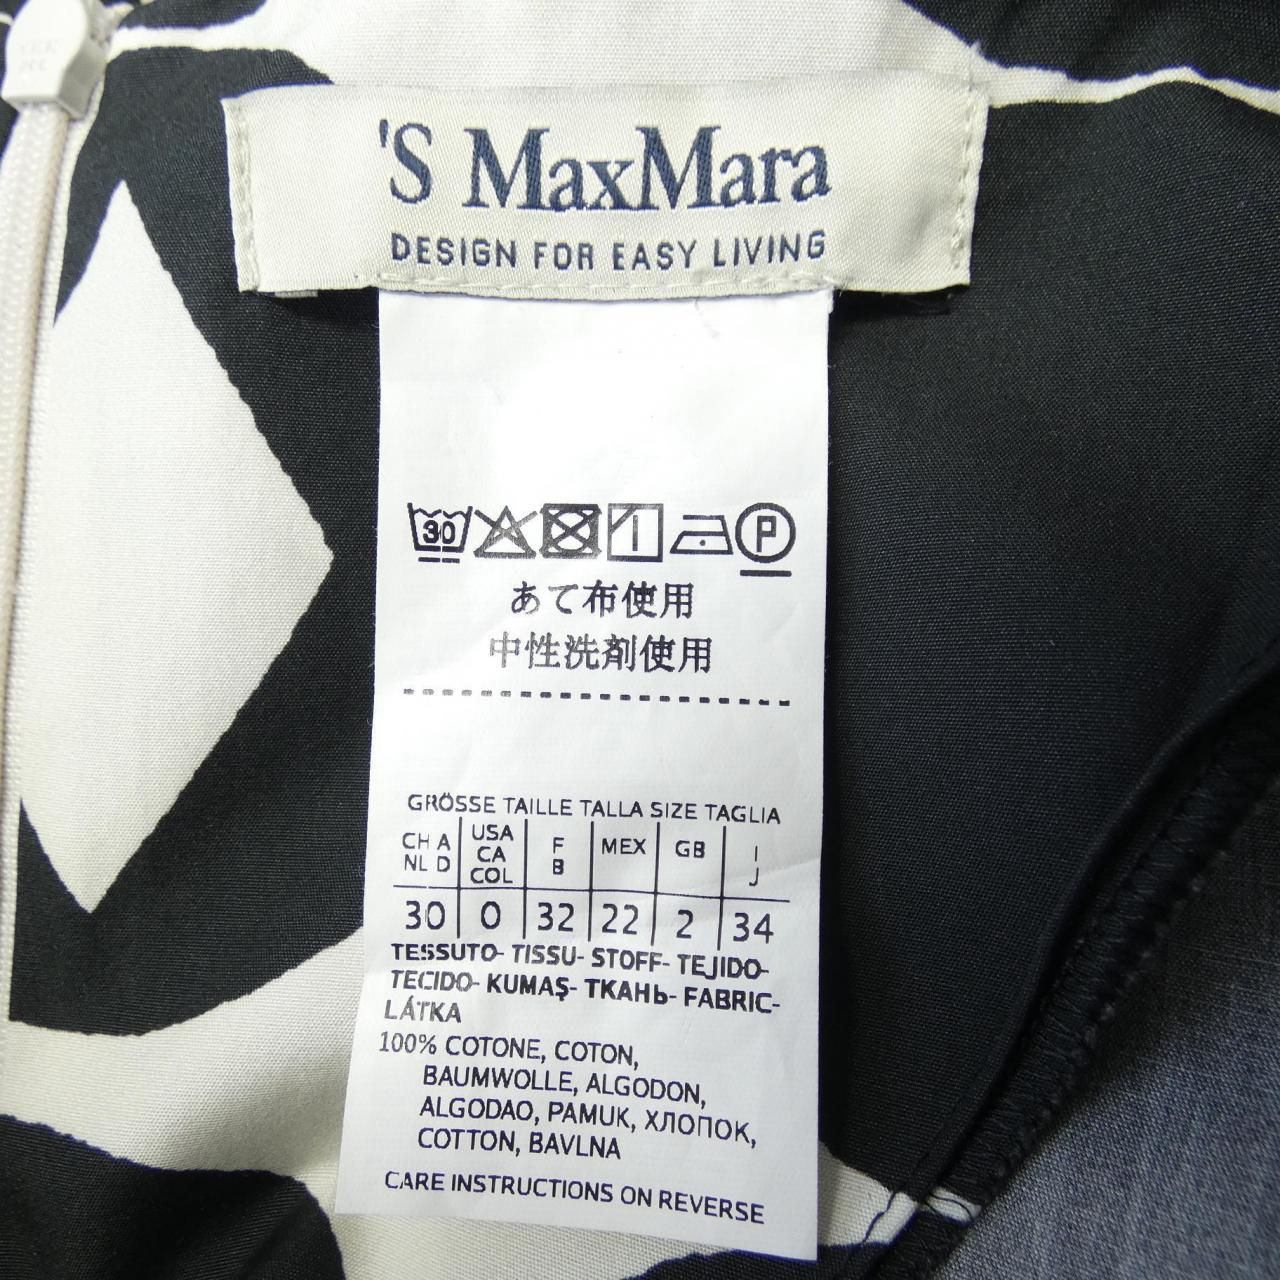 'S MaxMara
DESIGN FOR EASY LIVING
30 P
あて布使用
中性洗剤使用
GRÖSSE TAILLE TALLA SIZE TAGLIA
CH A NL D USA CA COL F B MEX GB I J
30 0 32 22 2 34
TESSUTO- TISSU- STOFF- TEJIDO-
TECIDO- KUMAŞ- ТКАНЬ- FABRIC-
LÁTKA
100% COTONE, COTON,
BAUMWOLLE, ALGODON,
ALGODAO, PAMUK, ХЛОПОК,
COTTON, BAVLNA
CARE INSTRUCTIONS ON REVERSE